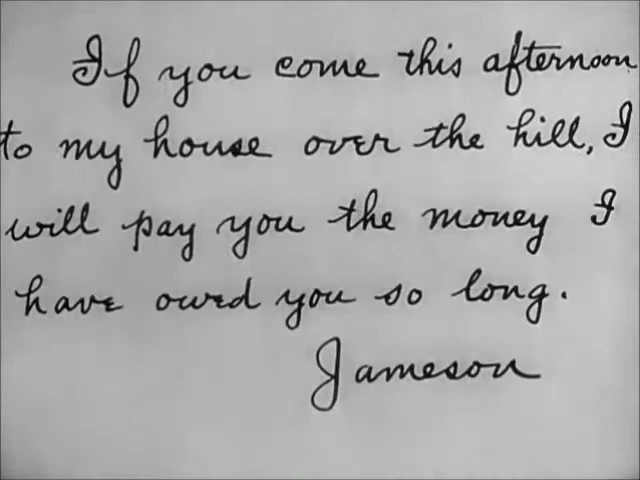 If you come this afternoon
to my house over the hill, I
will pay you the money I
have owed you so long.
Jameson